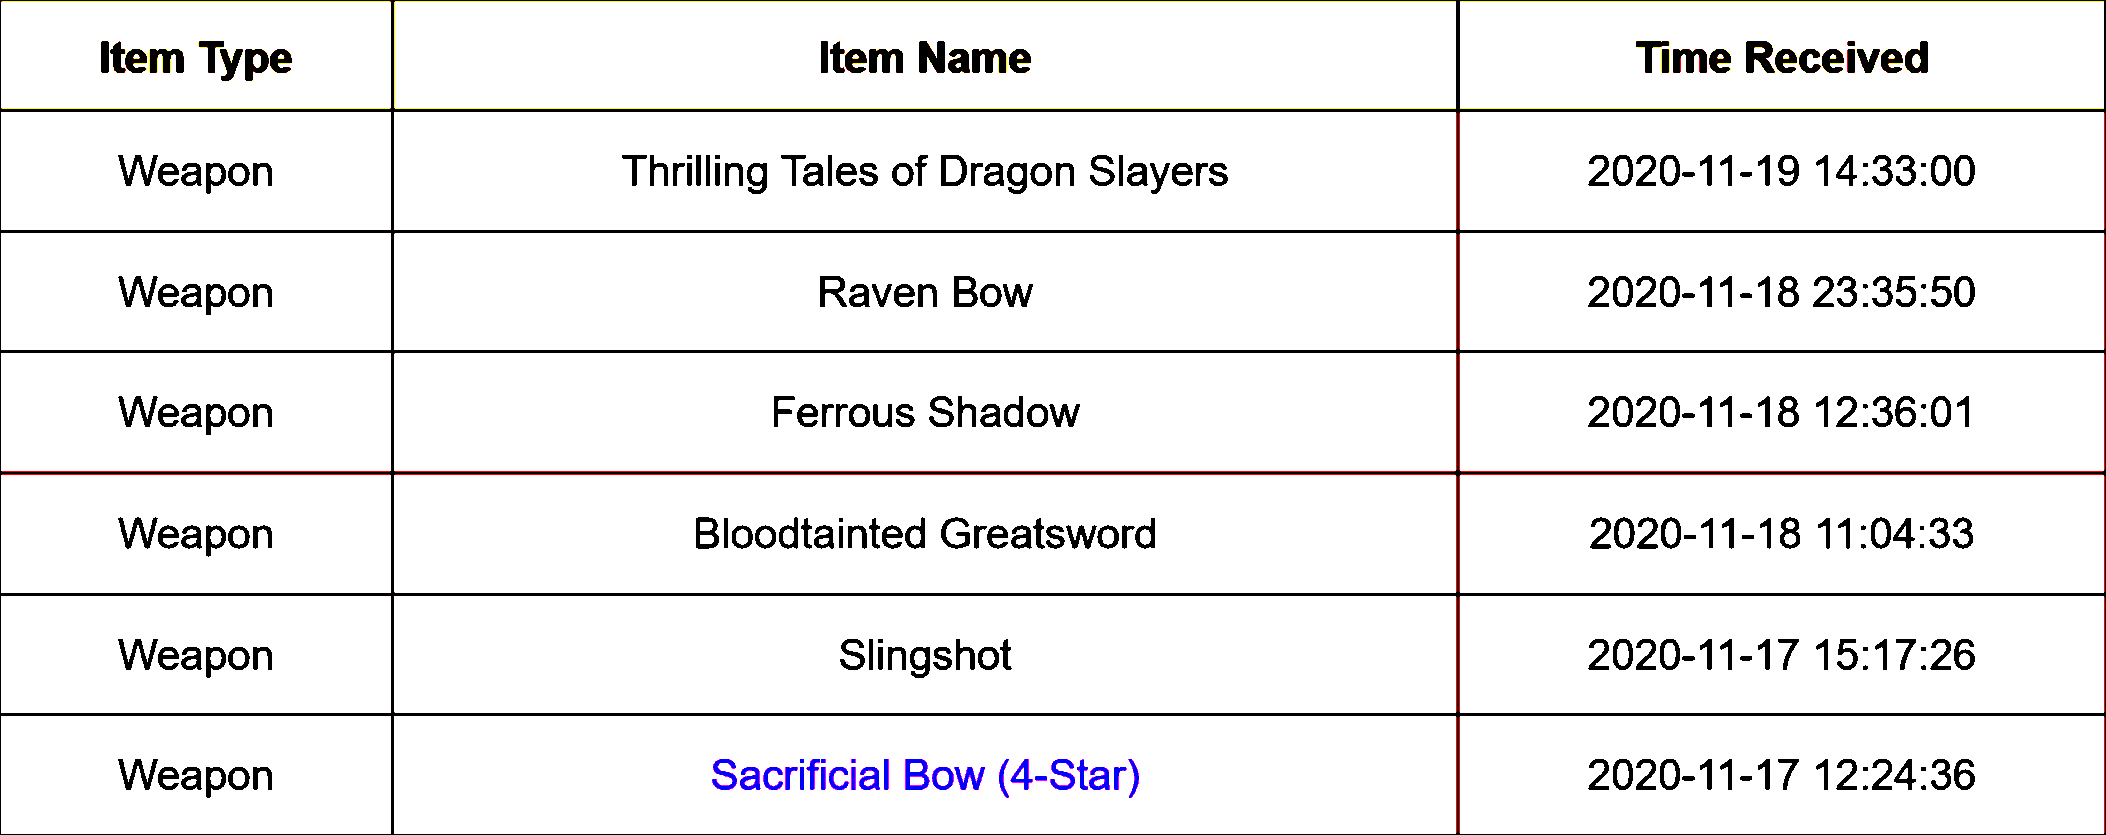 Item Type Item Name Time Received
Weapon Thrilling Tales of Dragon Slayers 2020-11-19 14:33:00
Weapon Raven Bow 2020-11-18 23:35:50
Weapon Ferrous Shadow 2020-11-18 12:36:01
Weapon Bloodtainted Greatsword 2020-11-18 11:04:33
Weapon Slingshot 2020-11-17 15:17:26
Weapon Sacrificial Bow (4-Star) 2020-11-17 12:24:36